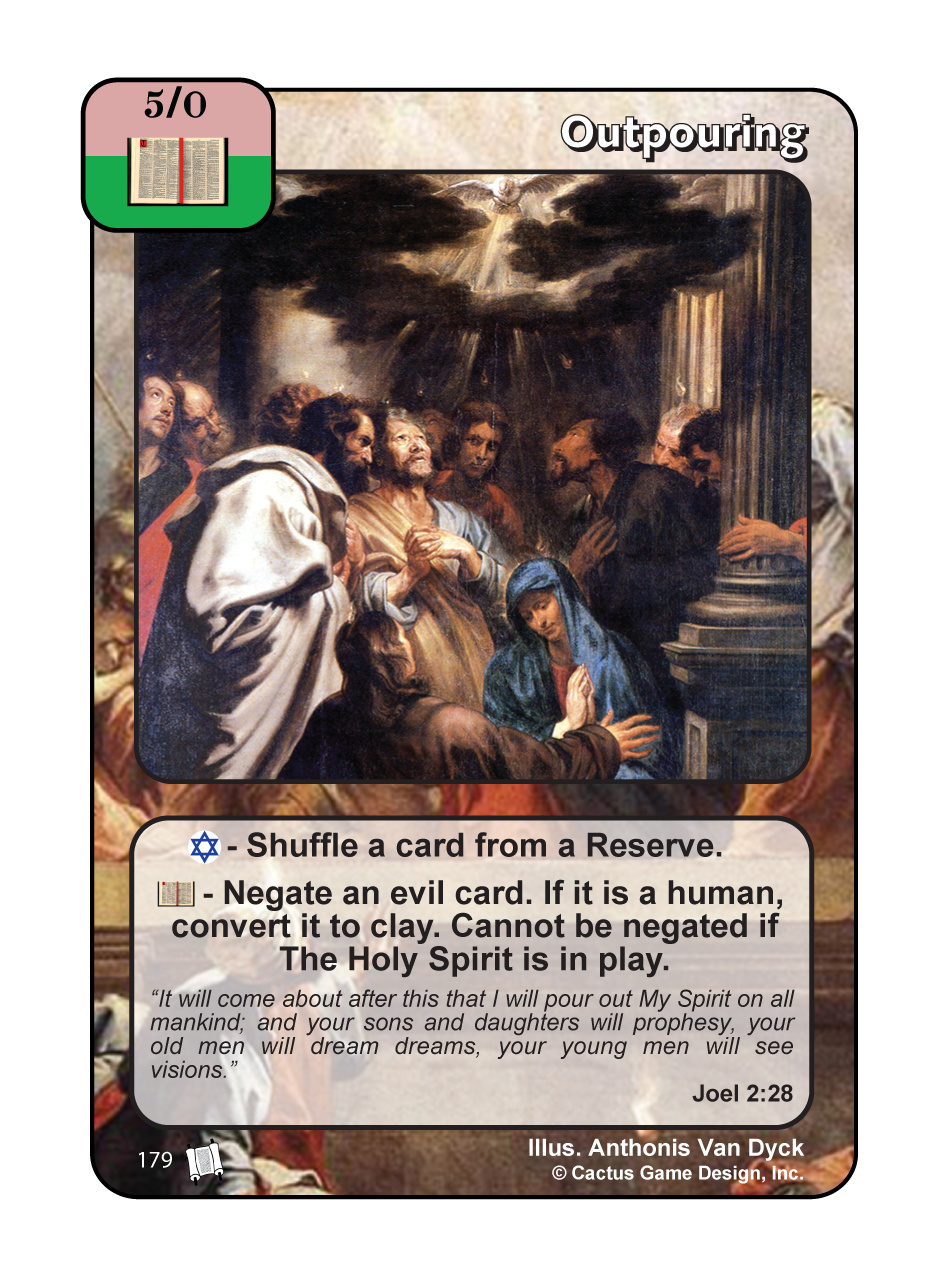 5/0
Outpouring
- Shuffle a card from a Reserve.
- Negate an evil card. If it is a human,
convert it to clay. Cannot be negated if
The Holy Spirit is in play.
“It will come about after this that I will pour out My Spirit on all
mankind; and your sons and daughters will prophesy, your
old men will dream dreams, your young men will see
visions.”
Joel 2:28
179
Illus. Anthonis Van Dyck
© Cactus Game Design, Inc.